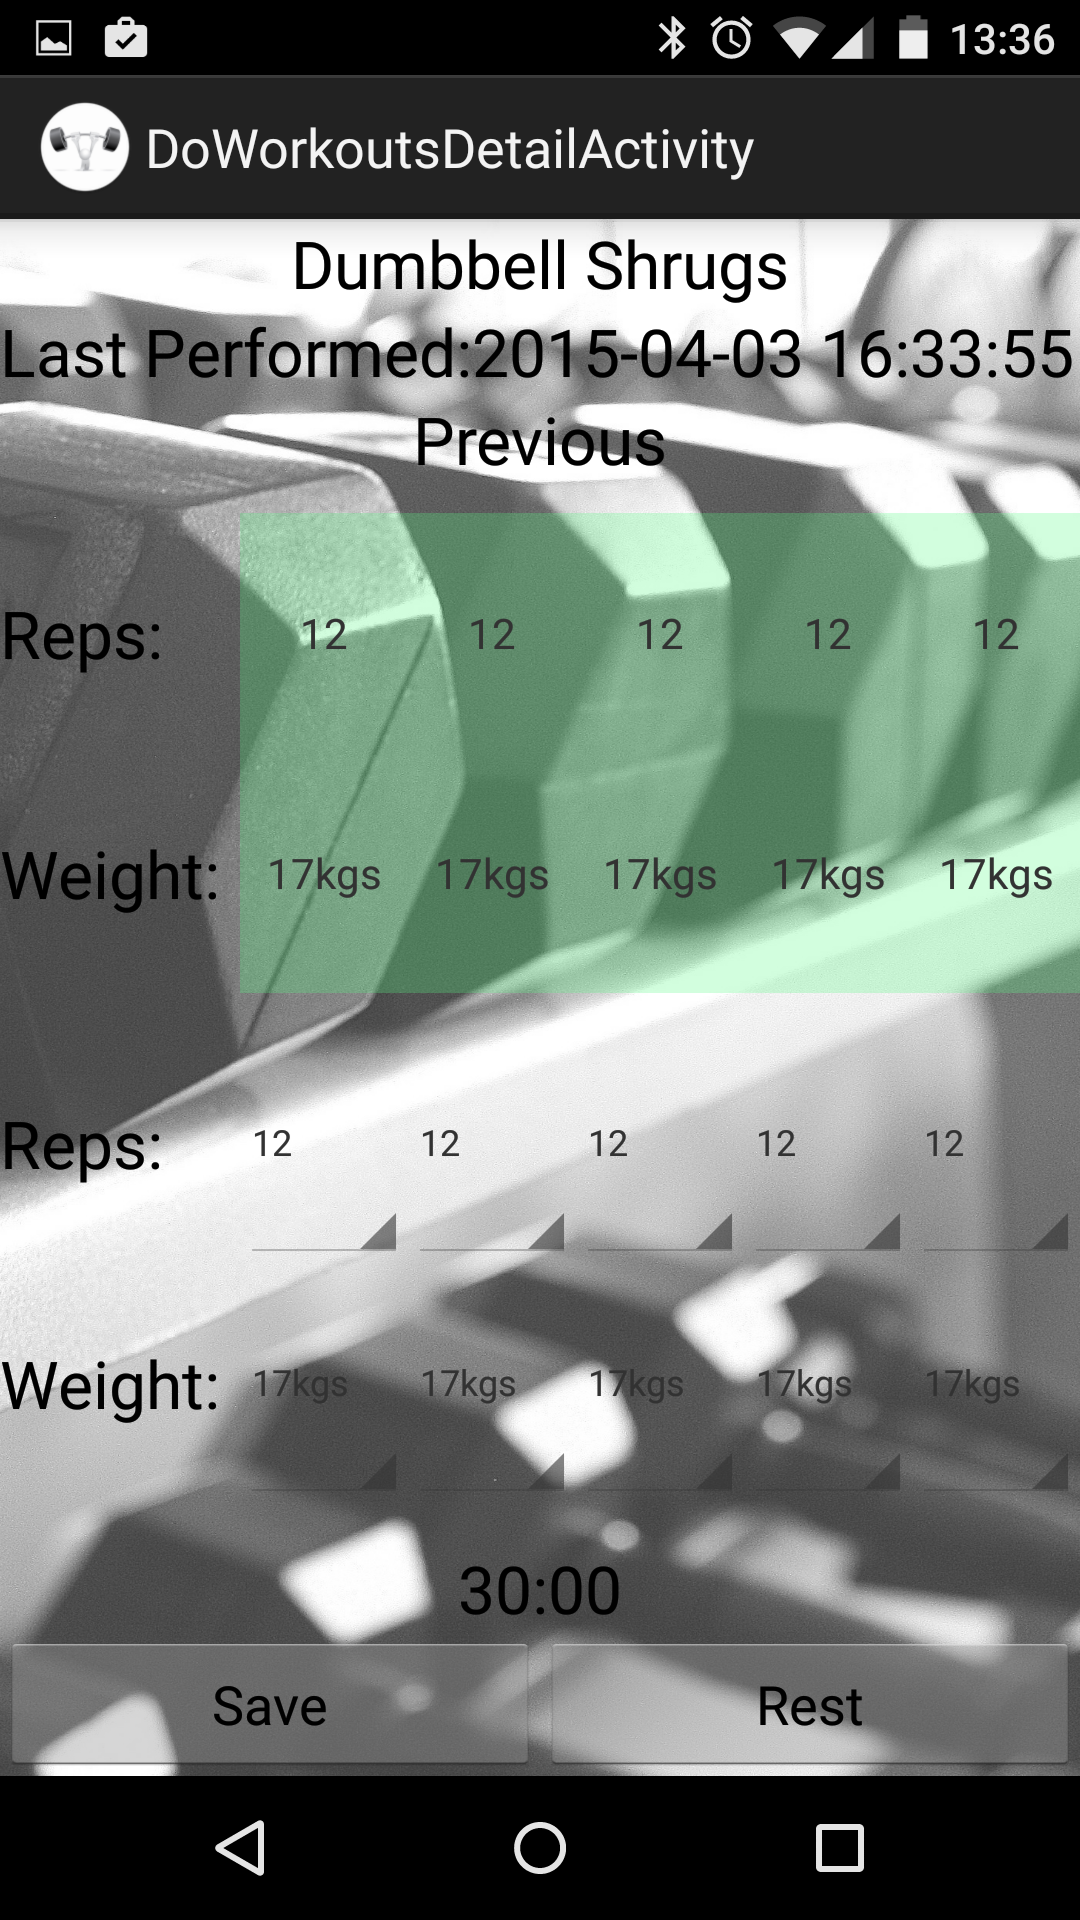 13:36
DoWorkoutsDetailActivity
Dumbbell Shrugs
Last Performed:2015-04-03 16:33:55
Previous
Reps: 12 12 12 12 12
Weight: 17kgs 17kgs 17kgs 17kgs 17kgs
Reps: 12 12 12 12 12
Weight: 17kgs 17kgs 17kgs 17kgs 17kgs
30:00
Save Rest